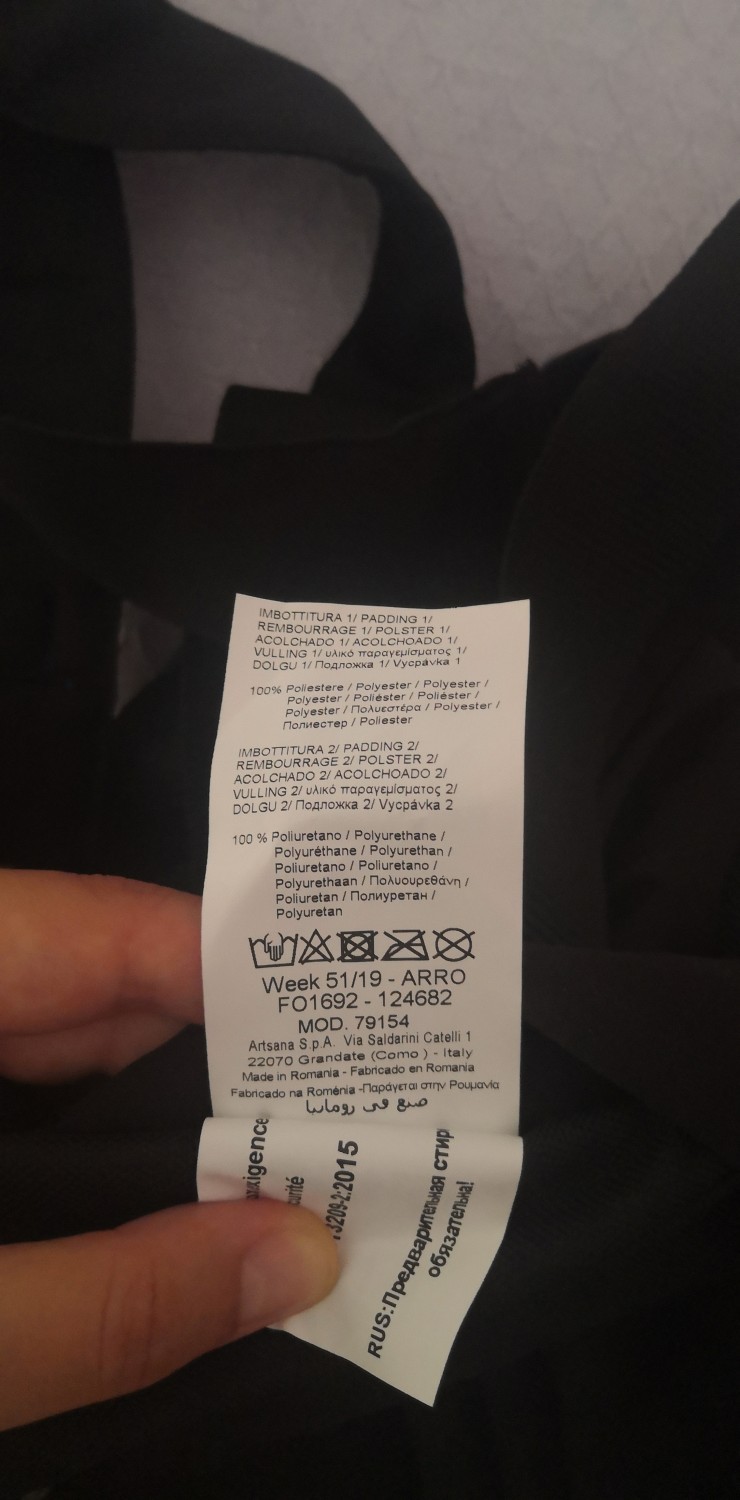 IMBOTTITURA 1/ PADDING 1/
REMBOURRAGE 1/ POLSTER 1/
ACOLCHADO 1/ ACOLCHOADO 1/
VULLING 1/ υλικό παραγεμίσματος 1/
DOLGU 1/ Подложка 1/ Vycpávka 1
100% Poliestere / Polyester / Polyester /
Polyester / Poliéster / Poliéster /
Polyester / Πολυεστέρα / Polyester /
Полиестер / Poliester
IMBOTTITURA 2/ PADDING 2/
REMBOURRAGE 2/ POLSTER 2/
ACOLCHADO 2/ ACOLCHOADO 2/
VULLING 2/ υλικό παραγεμίσματος 2/
DOLGU 2/ Подложка 2/ Vycpávka 2
100 % Poliuretano / Polyurethane /
Polyuréthane / Polyurethan /
Poliuretano / Poliuretano /
Polyurethaan / Πολυουρεθάνη /
Poliuretan / Полиуретан /
Polyuretan
Week 51/19 - ARRO
FO1692 - 124682
MOD. 79154
Artsana S.p.A. Via Saldarini Catelli 1
22070 Grandate (Como ) - Italy
Made in Romania - Fabricado en Romania
Fabricado na Roménia -Παράγεται στην Ρουμανία
صنع في رومانيا
3209-2:2015
RUS:Предварительная стир
обязательна!